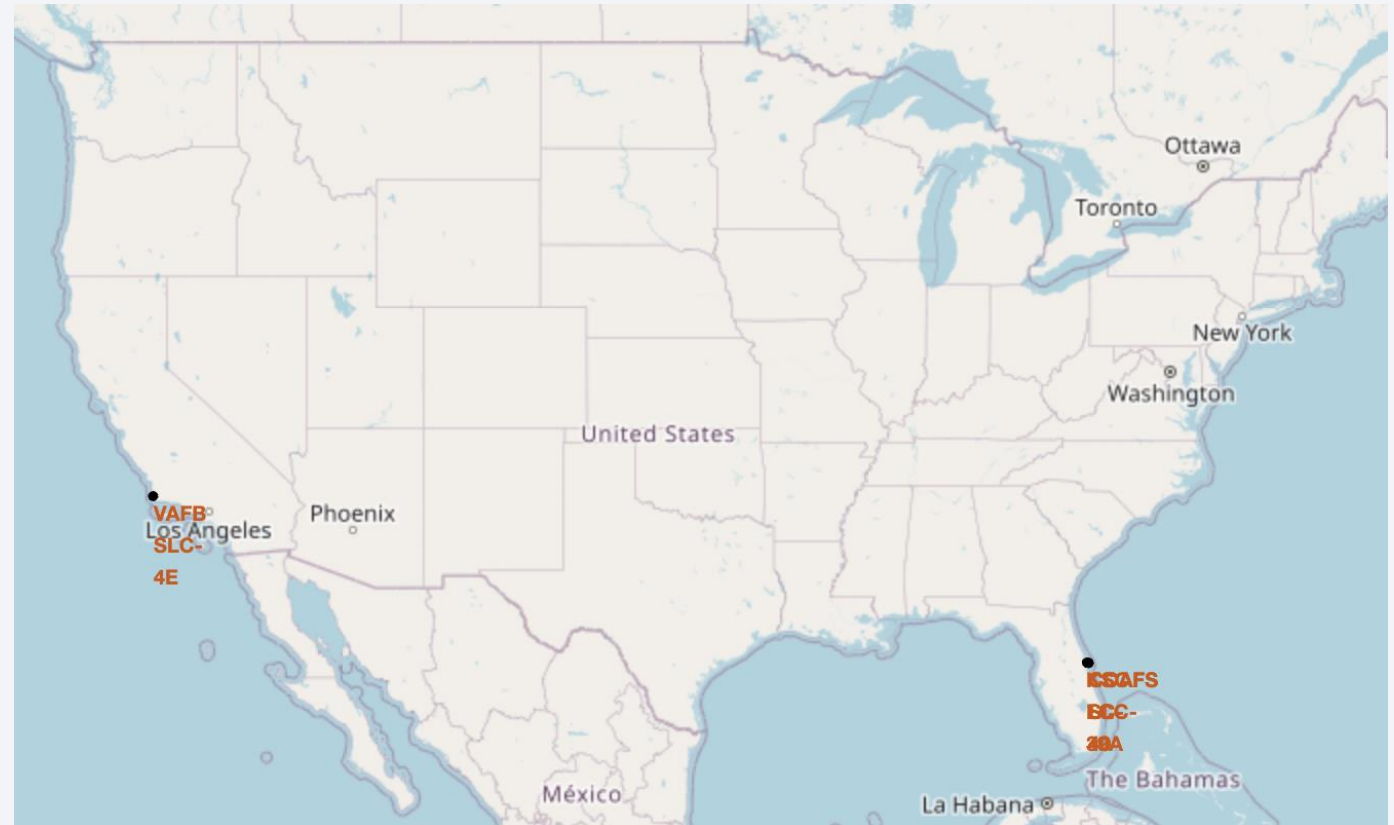 Ottawa
Toronto
New York
Washington
United States
VAFB
Los Angeles
SLC-
4E
Phoenix
The Bahamas
México
La Habana